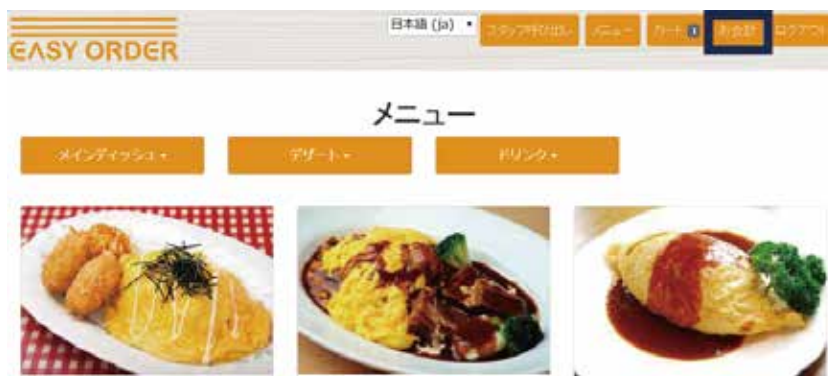 EASY ORDER
日本語 (ja)
スタッフ呼び出し
メニュー
カート
お会計
ログアウト
メニュー
メインディッシュ
デザート
ドリンク